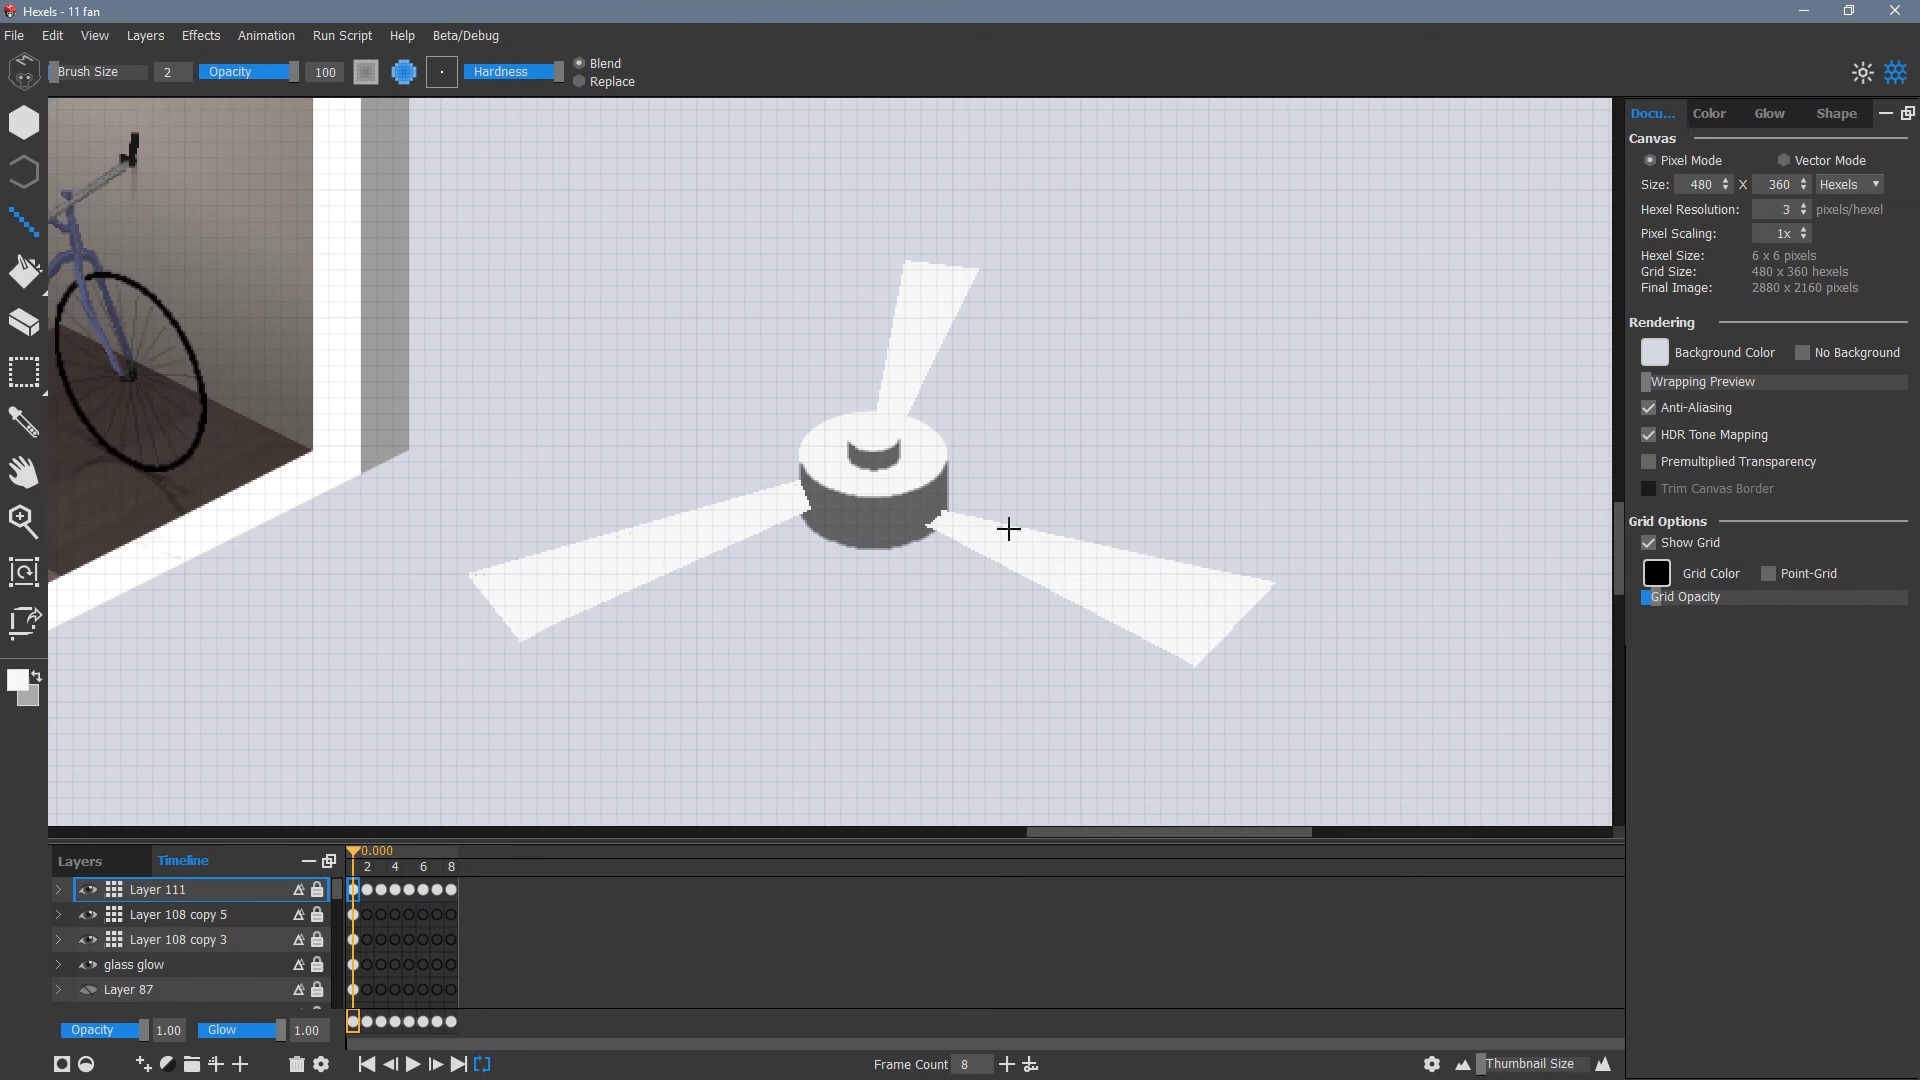 Hexels - 11 fan
File Edit View Layers Effects Animation Run Script Help Beta/Debug
Brush Size 2 Opacity 100 Hardness Blend
Replace
Docu... Color Glow Shape
Canvas
Pixel Mode Vector Mode
Size: 480 X 360 Hexels
Hexel Resolution: 3 pixels/hexel
Pixel Scaling: 1x
Hexel Size: 6 x 6 pixels
Grid Size: 480 x 360 hexels
Final Image: 2880 x 2160 pixels
Rendering
Background Color No Background
Wrapping Preview
Anti-Aliasing
HDR Tone Mapping
Premultiplied Transparency
Trim Canvas Border
Grid Options
Show Grid
Grid Color Point-Grid
Grid Opacity
Layers Timeline
0.000
2 4 6 8
Layer 111
Layer 108 copy 5
Layer 108 copy 3
glass glow
Layer 87
Opacity 1.00 Glow 1.00
Frame Count 8 Thumbnail Size